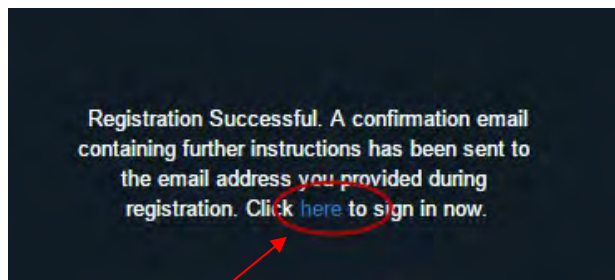 Registration Successful. A confirmation email
containing further instructions has been sent to
the email address you provided during
registration. Click here to sign in now.